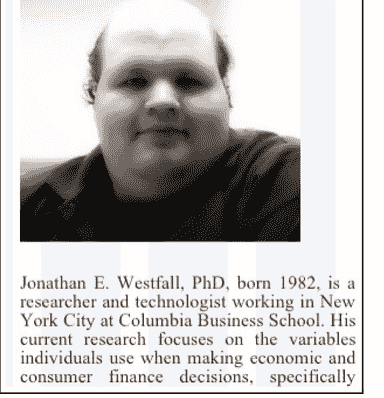 Jonathan E. Westfall, PhD, born 1982, is a
researcher and technologist working in New
York City at Columbia Business School. His
current research focuses on the variables
individuals use when making economic and
consumer finance decisions, specifically